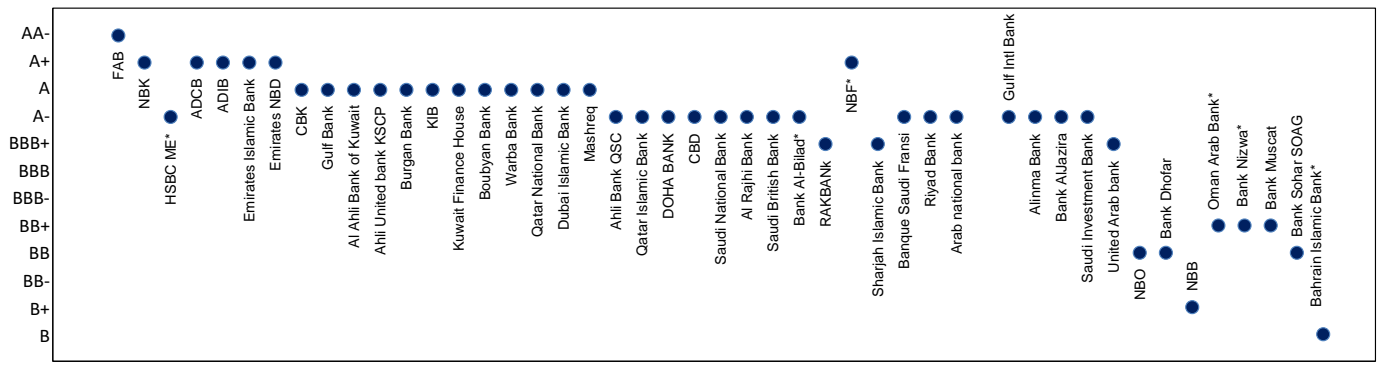 AA-
A+
A
A-
BBB+
BBB
BBB-
BB+
BB
BB-
B+
B
FAB
NBK
HSBC ME*
ADCB
ADIB
Emirates Islamic Bank
Emirates NBD
CBK
Gulf Bank
Al Ahli Bank of Kuwait
Ahli United bank KSCP
Burgan Bank
KIB
Kuwait Finance House
Boubyan Bank
Warba Bank
Qatar National Bank
Dubai Islamic Bank
Mashreq
Ahli Bank QSC
Qatar Islamic Bank
DOHA BANK
CBD
Saudi National Bank
Al Rajhi Bank
Saudi British Bank
Bank Al-Bilad*
RAKBANk
NBF*
Sharjah Islamic Bank
Banque Saudi Fransi
Riyad Bank
Arab national bank
Gulf Intl Bank
Alinma Bank
Bank AlJazira
Saudi Investment Bank
United Arab bank
NBO
Bank Dhofar
NBB
Oman Arab Bank*
Bank Nizwa*
Bank Muscat
Bank Sohar SOAG
Bahrain Islamic Bank*